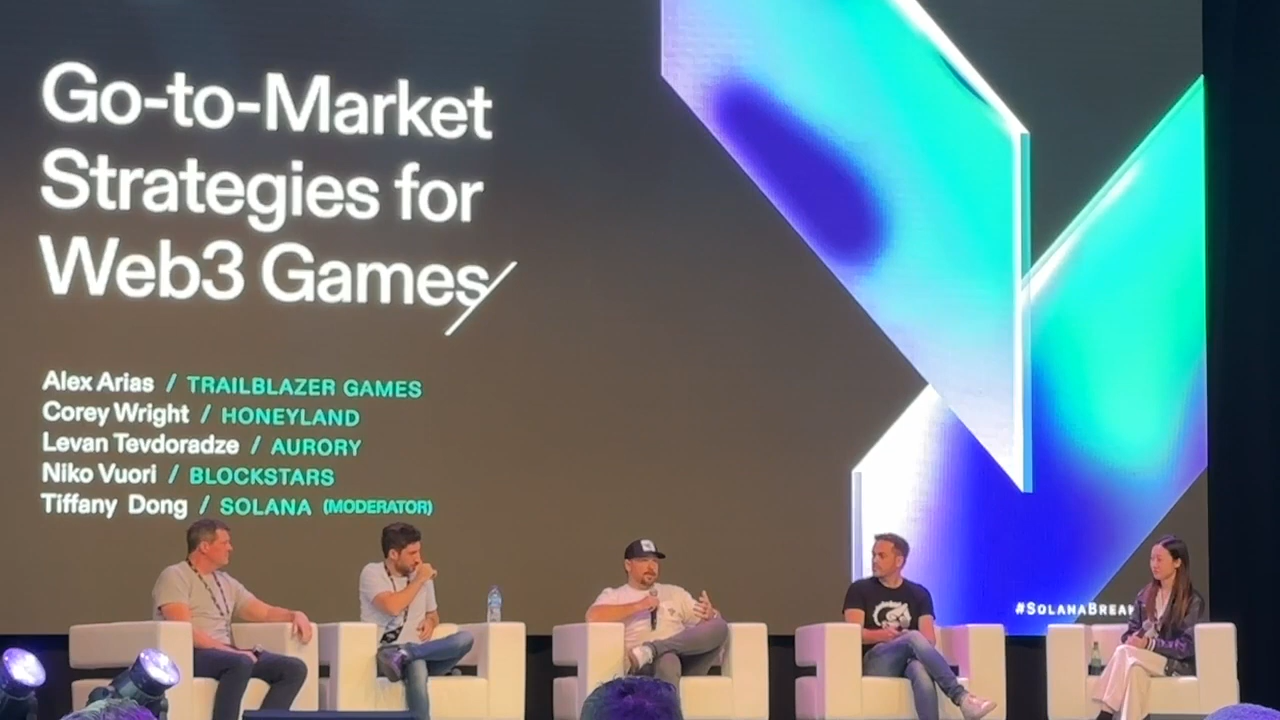 Go-to-Market
Strategies for
Web3 Games
Alex Arias / TRAILBLAZER GAMES
Corey Wright / HONEYLAND
Levan Tevdoradze / AURORY
Niko Vuori / BLOCKSTARS
Tiffany Dong / SOLANA (MODERATOR)